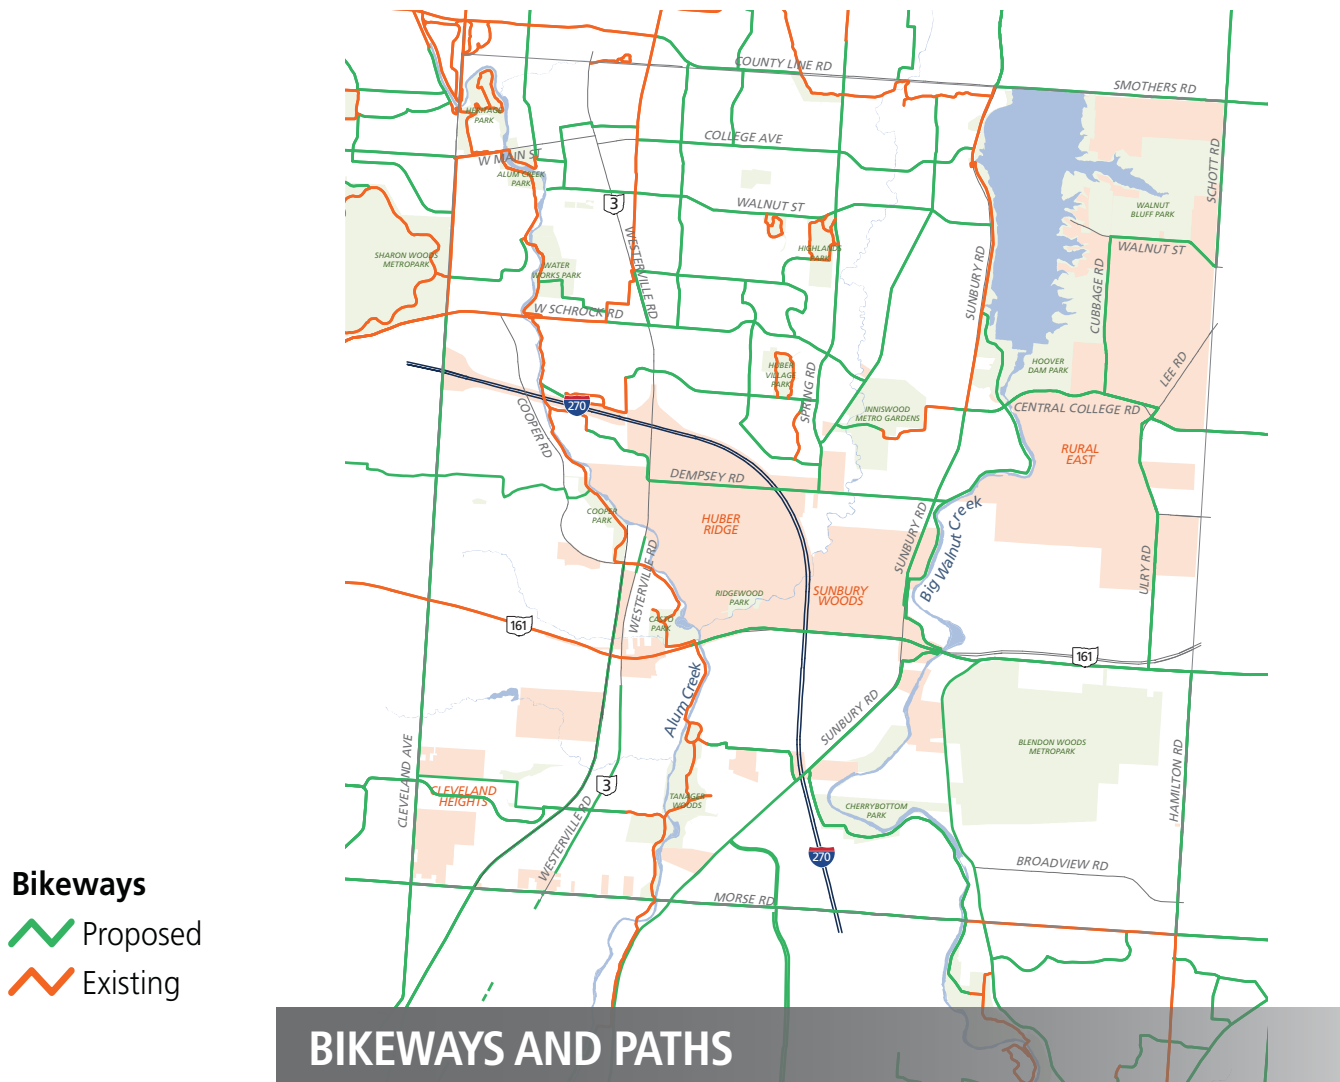 COUNTY LINE RD
SMOTHERS RD
HERITAGE
PARK
COLLEGE AVE
W MAIN ST
ALUM CREEK
PARK
SCHOTT RD
3
WALNUT ST
WALNUT
BLUFF PARK
SHARON WOODS
METROPARK
WESTERVILLE RD
HIGHLANDS
PARK
WALNUT ST
WATER
WORKS PARK
SUNBURY RD
CUBBAGE RD
W SCHROCK RD
HUBER
VILLAGE
PARK
HOOVER
DAM PARK
LEE RD
SPRING RD
270
COOPER RD
INNISWOOD
METRO GARDENS
CENTRAL COLLEGE RD
RURAL
EAST
DEMPSEY RD
COOPER
PARK
HUBER
RIDGE
SUNBURY RD
Big Walnut Creek
ULRY RD
WESTERVILLE RD
RIDGEWOOD
PARK
SUNBURY
WOODS
161
CASTO
PARK
161
Alum Creek
SUNBURY RD
BLENDON WOODS
METROPARK
CLEVELAND AVE
HAMILTON RD
3
CLEVELAND
HEIGHTS
TANAGER
WOODS
CHERRYBOTTOM
PARK
WESTERVILLE RD
270
BROADVIEW RD
MORSE RD
Bikeways
Proposed
Existing
BIKEWAYS AND PATHS